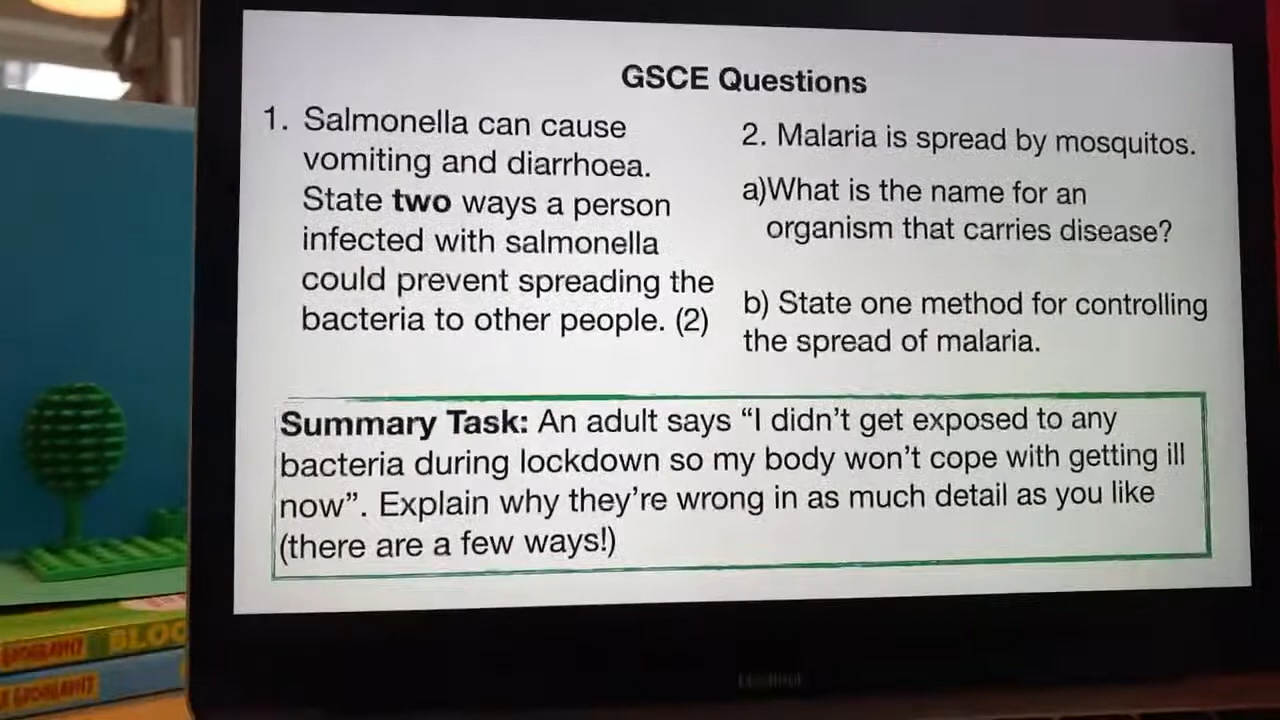 GSCE Questions
1. Salmonella can cause
vomiting and diarrhoea.
State two ways a person
infected with salmonella
could prevent spreading the
bacteria to other people. (2)
2. Malaria is spread by mosquitos.
a)What is the name for an
organism that carries disease?
b) State one method for controlling
the spread of malaria.
Summary Task: An adult says “I didn’t get exposed to any
bacteria during lockdown so my body won’t cope with getting ill
now”. Explain why they’re wrong in as much detail as you like
(there are a few ways!)
BLOC